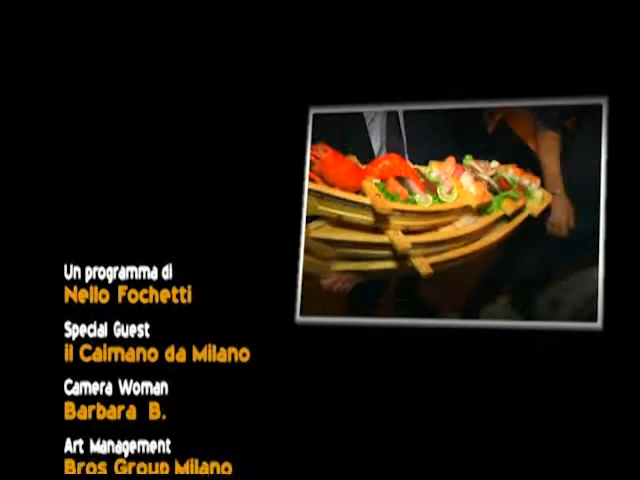 Un programma di
Nello Fochetti
Special Guest
il Caimano da Milano
Camera Woman
Barbara B.
Art Management
Bros Group Milano